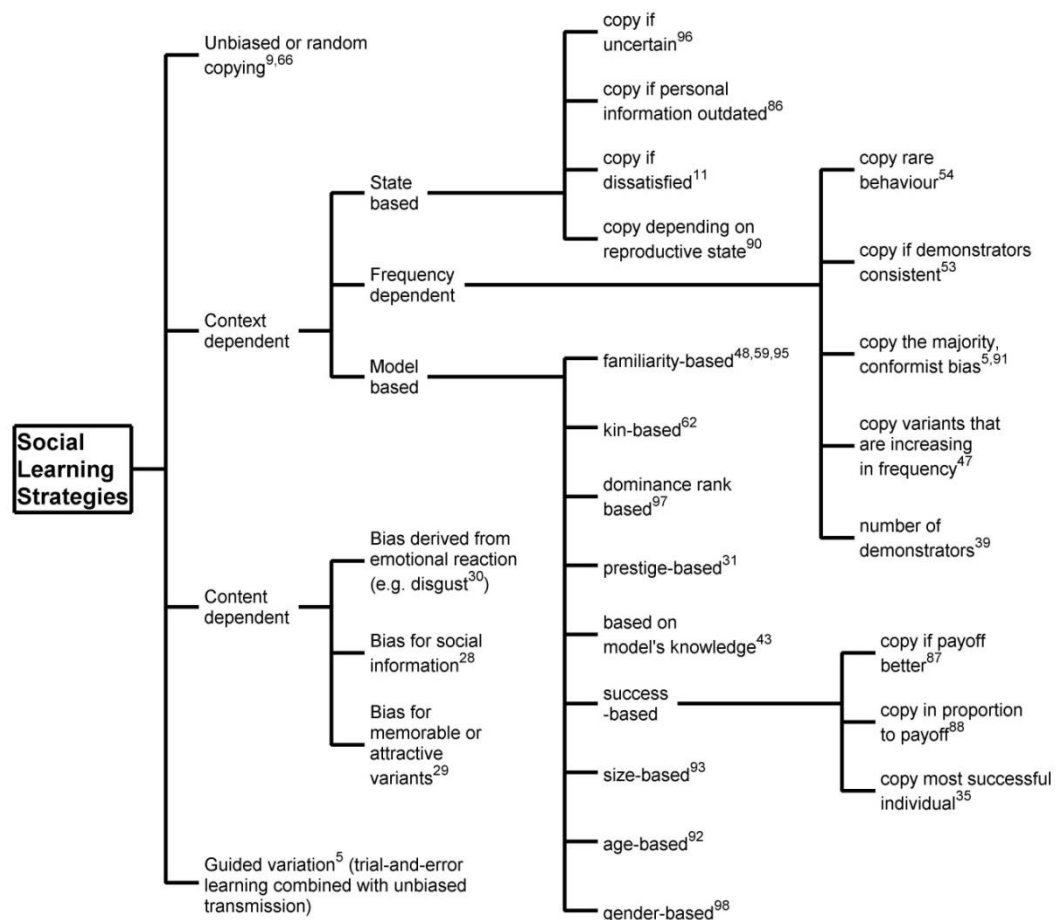 Social
Learning
Strategies
Unbiased or random
copying9,66
Context
dependent
State
based
copy if
uncertain96
copy if personal
information outdated86
copy if
dissatisfied11
copy depending on
reproductive state90
Frequency
dependent
copy rare
behaviour54
copy if demonstrators
consistent53
copy the majority,
conformist bias5,91
copy variants that
are increasing
in frequency47
number of
demonstrators39
Model
based
familiarity-based48,59,95
kin-based62
dominance rank
based97
prestige-based31
based on
model's knowledge43
success
-based
copy if payoff
better87
copy in proportion
to payoff88
copy most successful
individual35
size-based93
age-based92
gender-based98
Content
dependent
Bias derived from
emotional reaction
(e.g. disgust30)
Bias for social
information28
Bias for
memorable or
attractive
variants29
Guided variation5 (trial-and-error
learning combined with unbiased
transmission)